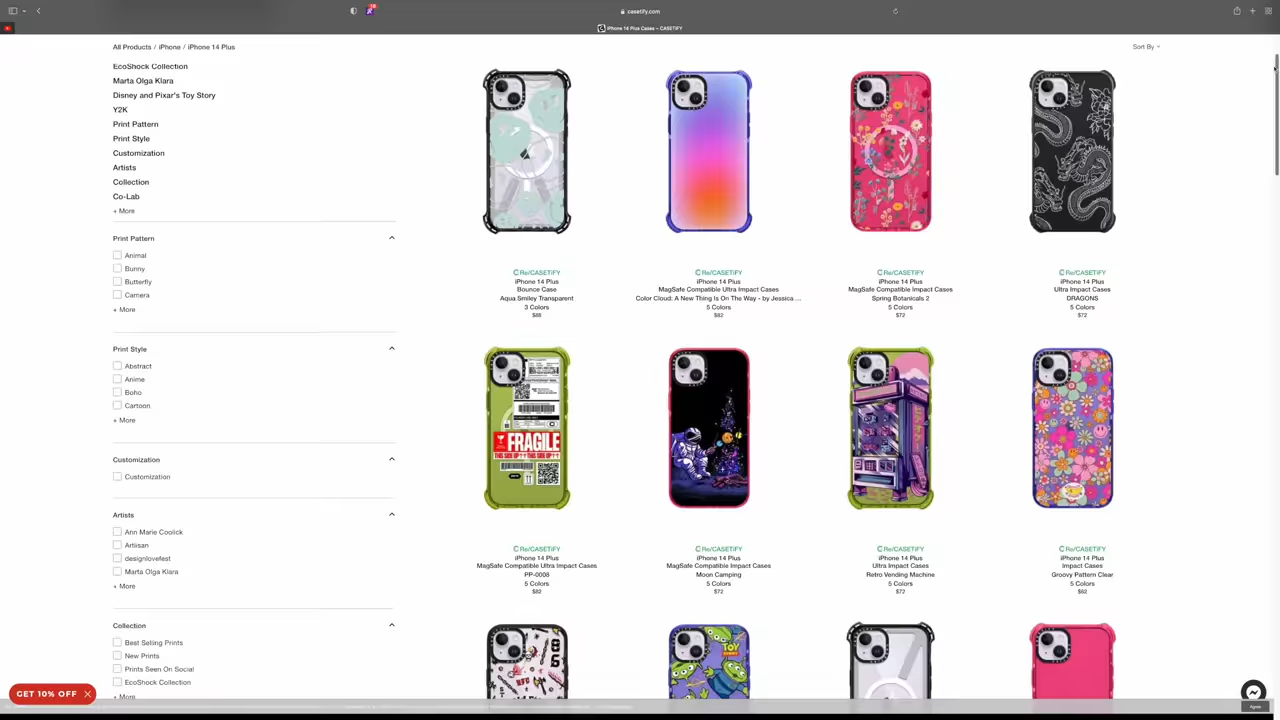 casetify.com
iPhone 14 Plus Cases – CASETiFY
All Products / iPhone / iPhone 14 Plus
Sort By
EcoShock Collection
Marta Olga Klara
Disney and Pixar's Toy Story
Y2K
Print Pattern
Print Style
Customization
Artists
Collection
Co-Lab
+ More
Print Pattern
Animal
Bunny
Butterfly
Camera
+ More
Print Style
Abstract
Anime
Boho
Cartoon
+ More
Customization
Customization
Artists
Ann Marie Coolick
Artiisan
designlovefest
Marta Olga Klara
+ More
Collection
Best Selling Prints
New Prints
Prints Seen On Social
EcoShock Collection
+ More
Re/CASETiFY
iPhone 14 Plus
Bounce Case
Aqua Smiley Transparent
3 Colors
$88
Re/CASETiFY
iPhone 14 Plus
MagSafe Compatible Ultra Impact Cases
Color Cloud: A New Thing Is On The Way - by Jessica ...
5 Colors
$82
Re/CASETiFY
iPhone 14 Plus
MagSafe Compatible Impact Cases
Spring Botanicals 2
5 Colors
$72
Re/CASETiFY
iPhone 14 Plus
Ultra Impact Cases
DRAGONS
5 Colors
$72
FRAGILE
THIS SIDE UP THIS SIDE UP
Re/CASETiFY
iPhone 14 Plus
MagSafe Compatible Ultra Impact Cases
PP-0008
5 Colors
$82
Re/CASETiFY
iPhone 14 Plus
MagSafe Compatible Impact Cases
Moon Camping
5 Colors
$72
Re/CASETiFY
iPhone 14 Plus
Ultra Impact Cases
Retro Vending Machine
5 Colors
$72
Re/CASETiFY
iPhone 14 Plus
Impact Cases
Groovy Pattern Clear
5 Colors
$62
TOY
GET 10% OFF
Agree